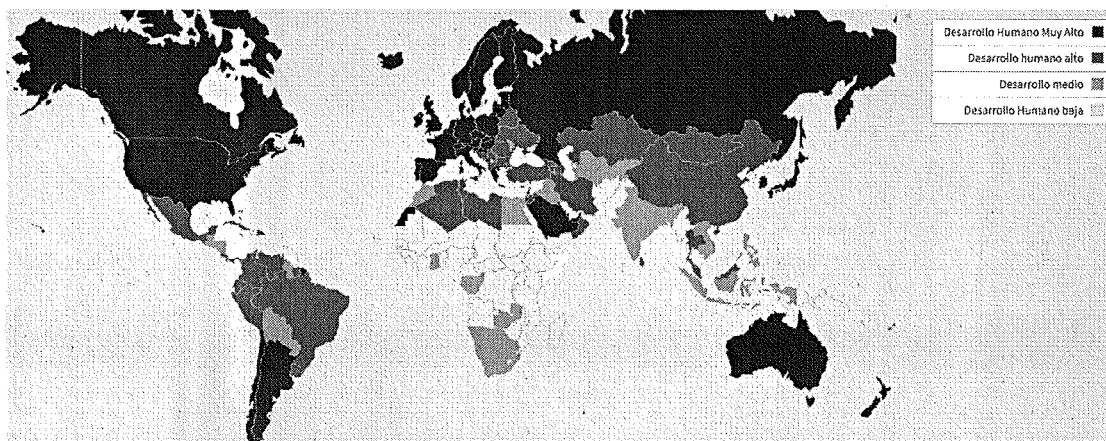 Desarrollo Humano Muy Alto
Desarrollo humano alto
Desarrollo medio
Desarrollo Humano baja